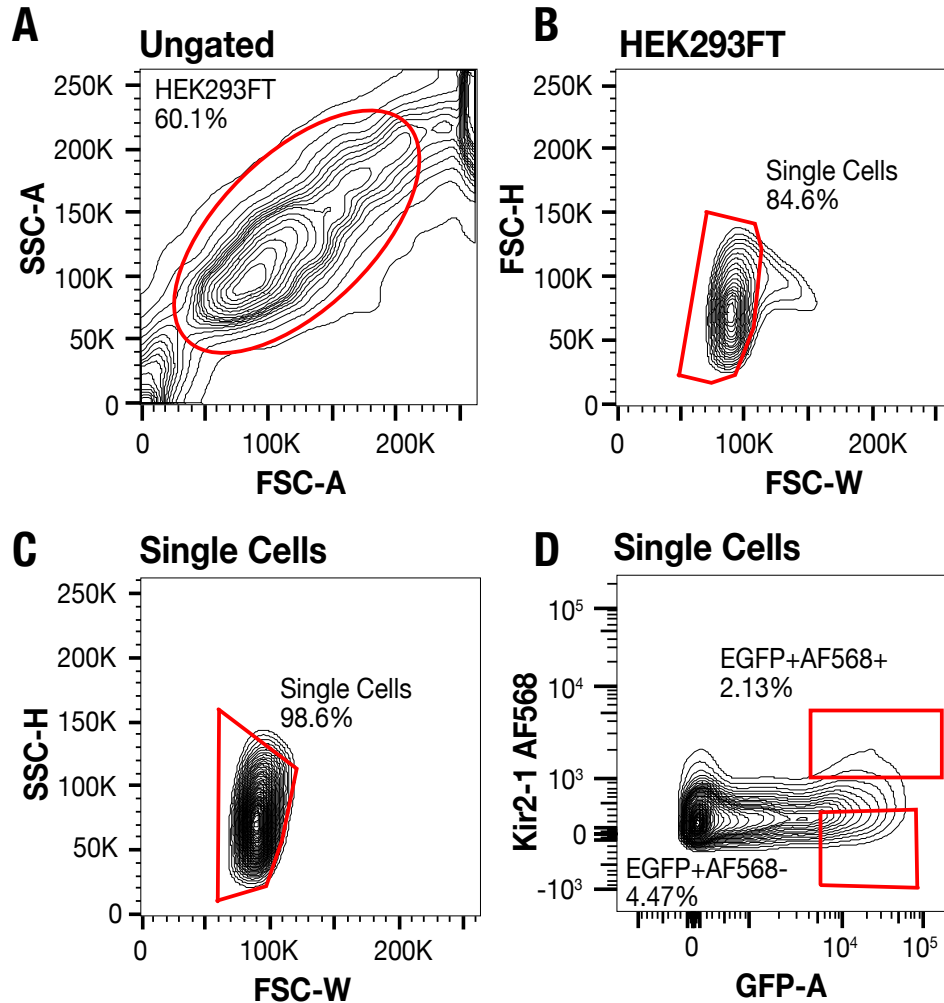 A
Ungated
HEK293FT
60.1%
250K
200K
150K
100K
50K
0
SSC-A
0
100K
200K
FSC-A
B
HEK293FT
Single Cells
84.6%
250K
200K
150K
100K
50K
0
FSC-H
0
100K
200K
FSC-W
C
Single Cells
Single Cells
98.6%
250K
200K
150K
100K
50K
0
SSC-H
0
100K
200K
FSC-W
D
Single Cells
EGFP+AF568+
2.13%
EGFP+AF568-
4.47%
10⁵
10⁴
10³
0
-10³
Kir2-1 AF568
0
10⁴
10⁵
GFP-A